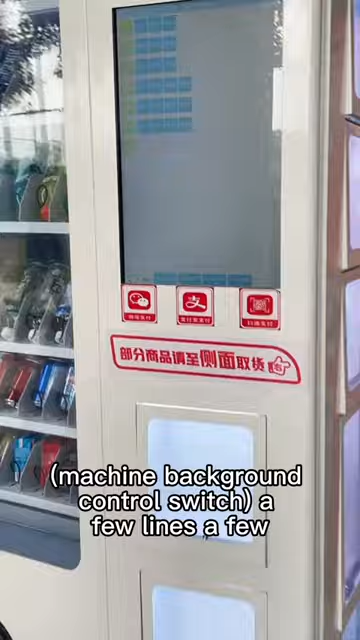 微信支付
支付宝支付
扫码支付
部分商品请至侧面取货
(machine background
control switch) a
few lines a few